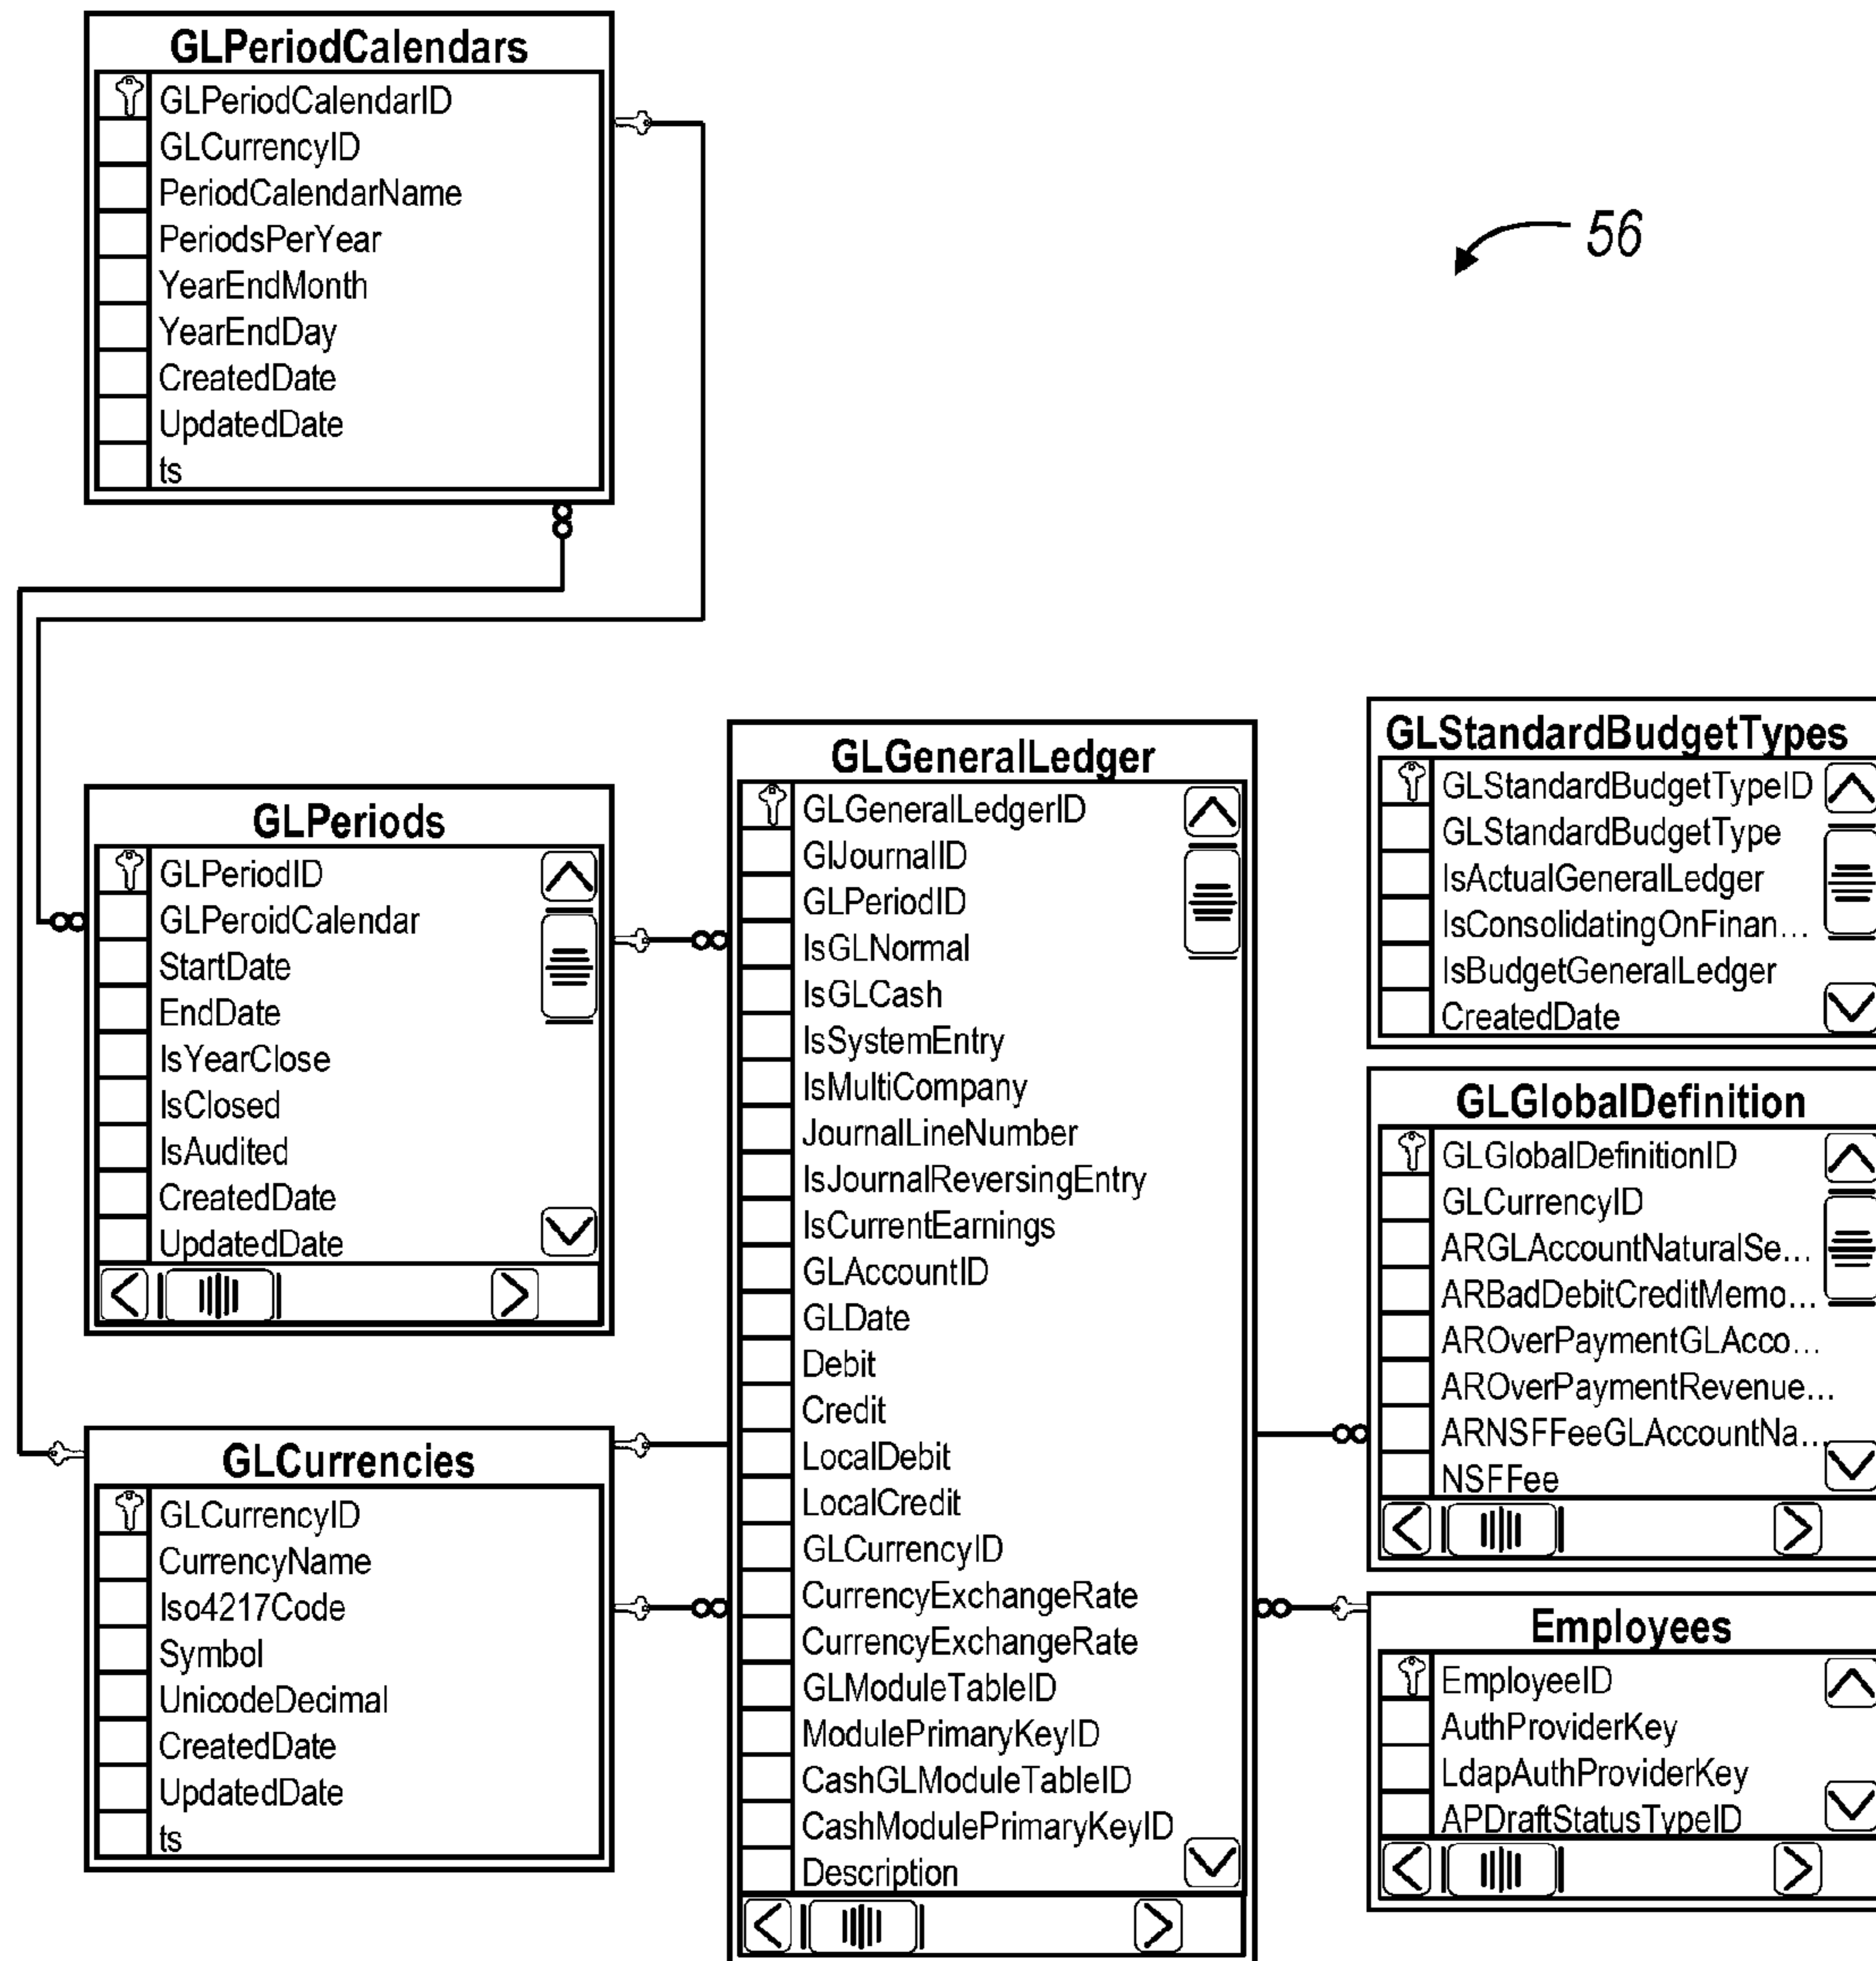 GLPeriodCalendars
GLPeriodCalendarID
GLCurrencyID
PeriodCalendarName
PeriodsPerYear
YearEndMonth
YearEndDay
CreatedDate
UpdatedDate
ts
56
GLPeriods
GLPeriodID
GLPeroidCalendar
StartDate
EndDate
IsYearClose
IsClosed
IsAudited
CreatedDate
UpdatedDate
GLCurrencies
GLCurrencyID
CurrencyName
Iso4217Code
Symbol
UnicodeDecimal
CreatedDate
UpdatedDate
ts
GLGeneralLedger
GLGeneralLedgerID
GlJournalID
GLPeriodID
IsGLNormal
IsGLCash
IsSystemEntry
IsMultiCompany
JournalLineNumber
IsJournalReversingEntry
IsCurrentEarnings
GLAccountID
GLDate
Debit
Credit
LocalDebit
LocalCredit
GLCurrencyID
CurrencyExchangeRate
CurrencyExchangeRate
GLModuleTableID
ModulePrimaryKeyID
CashGLModuleTableID
CashModulePrimaryKeyID
Description
GLStandardBudgetTypes
GLStandardBudgetTypeID
GLStandardBudgetType
IsActualGeneralLedger
IsConsolidatingOnFinan...
IsBudgetGeneralLedger
CreatedDate
GLGlobalDefinition
GLGlobalDefinitionID
GLCurrencyID
ARGLAccountNaturalSe...
ARBadDebitCreditMemo...
AROverPaymentGLAcco...
AROverPaymentRevenue...
ARNSFFeeGLAccountNa...
NSFFee
Employees
EmployeeID
AuthProviderKey
LdapAuthProviderKey
APDraftStatusTypeID